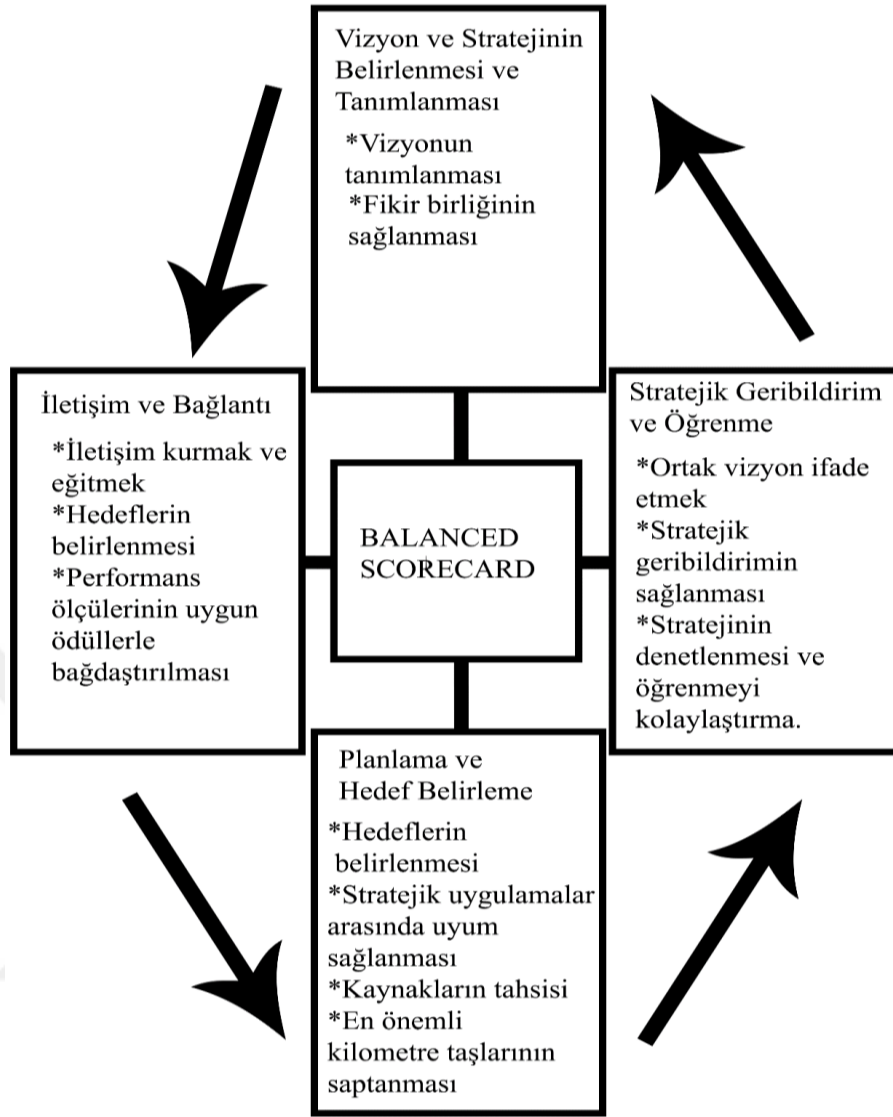 Vizyon ve Stratejinin
Belirlenmesi ve
Tanımlanması
*Vizyonun
tanımlanması
*Fikir birliğinin
sağlanması
İletişim ve Bağlantı
*İletişim kurmak ve
eğitmek
*Hedeflerin
belirlenmesi
*Performans
ölçülerinin uygun
ödüllerle
bağdaştırılması
BALANCED
SCORECARD
Stratejik Geribildirim
ve Öğrenme
*Ortak vizyon ifade
etmek
*Stratejik
geribildirimin
sağlanması
*Stratejinin
denetlenmesi ve
öğrenmeyi
kolaylaştırma.
Planlama ve
Hedef Belirleme
*Hedeflerin
belirlenmesi
*Stratejik uygulamalar
arasında uyum
sağlanması
*Kaynakların tahsisi
*En önemli
kilometre taşlarının
saptanması